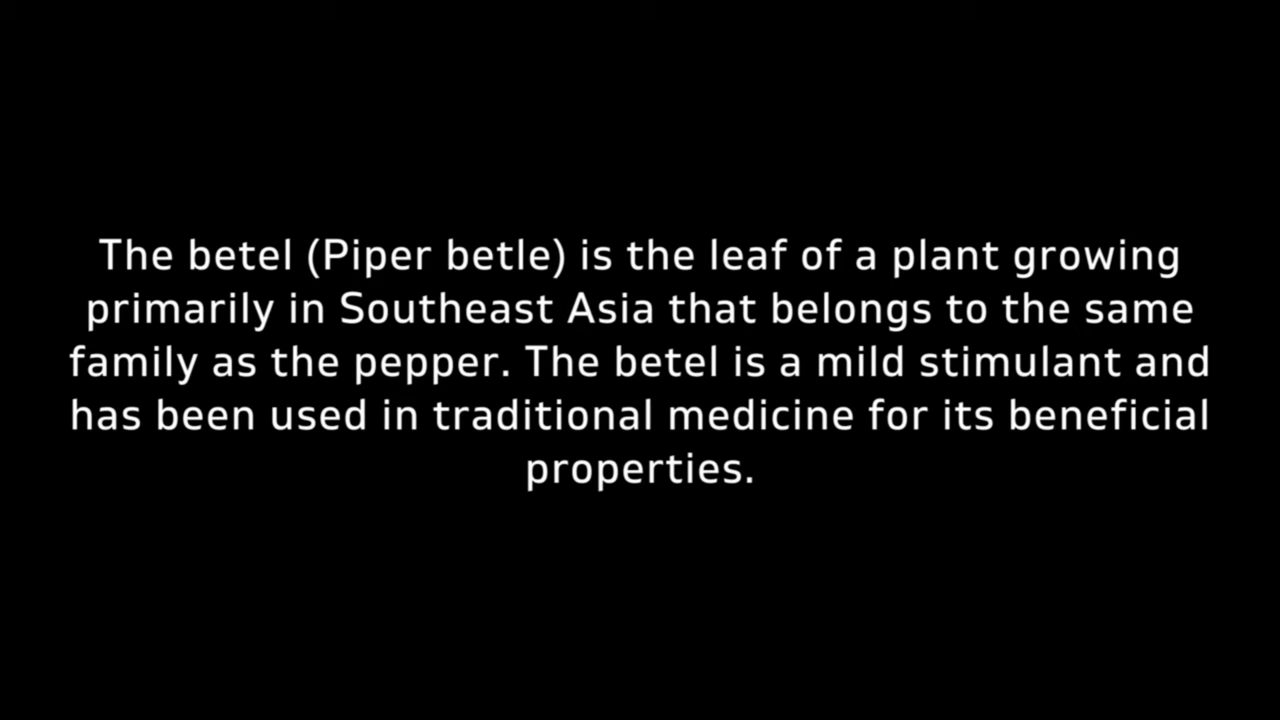 The betel (Piper betle) is the leaf of a plant growing
primarily in Southeast Asia that belongs to the same
family as the pepper. The betel is a mild stimulant and
has been used in traditional medicine for its beneficial
properties.